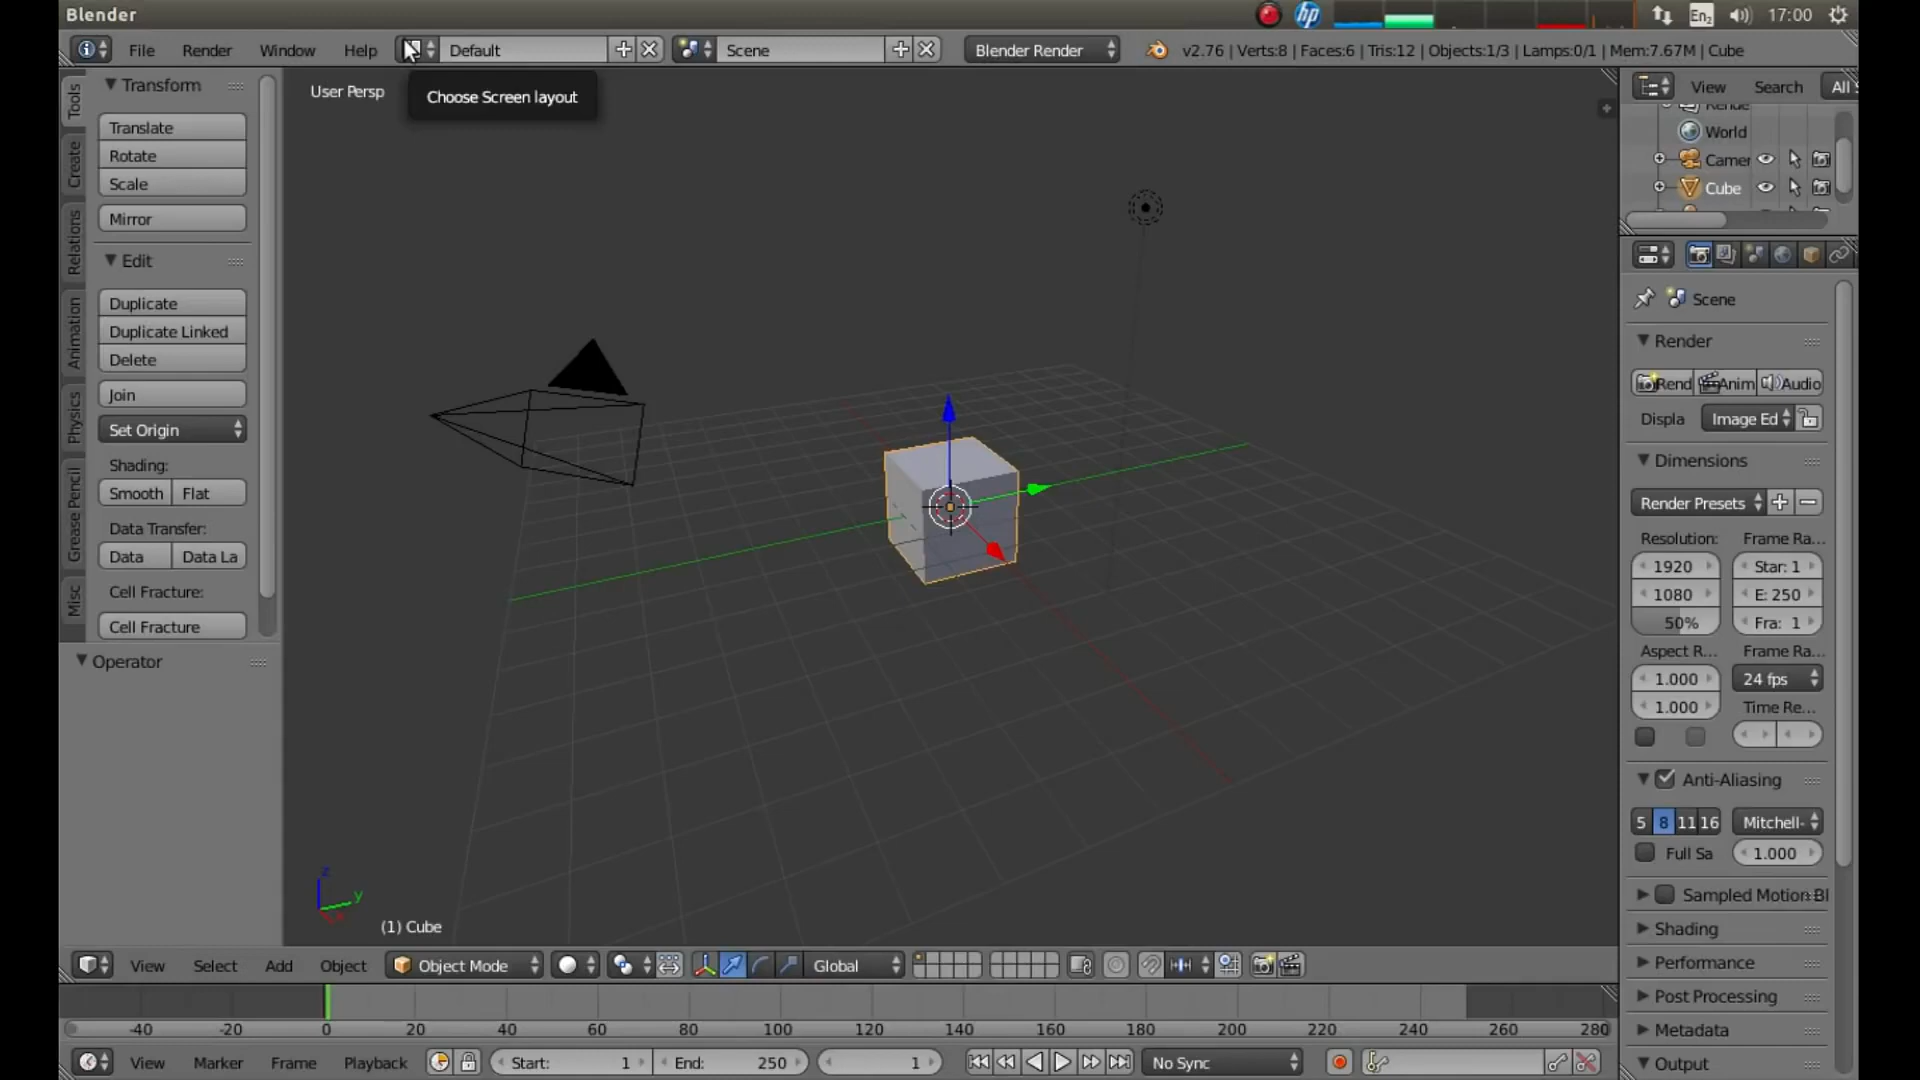 Blender
hp
En2
17:00
File
Render
Window
Help
Default
Scene
Blender Render
v2.76 | Verts:8 | Faces:6 | Tris:12 | Objects:1/3 | Lamps:0/1 | Mem:7.67M | Cube
Choose Screen layout
User Persp
Tools
Create
Relations
Animation
Physics
Grease Pencil
Misc
Transform
Translate
Rotate
Scale
Mirror
Edit
Duplicate
Duplicate Linked
Delete
Join
Set Origin
Shading:
Smooth
Flat
Data Transfer:
Data
Data La
Cell Fracture:
Cell Fracture
Operator
z
y
x
(1) Cube
View
Search
All
World
Camer
Cube
Scene
Render
Rend
Anim
Audio
Displa
Image Ed
Dimensions
Render Presets
Resolution:
Frame Ra...
1920
Star: 1
1080
E: 250
50%
Fra: 1
Aspect R...
Frame Ra...
1.000
24 fps
1.000
Time Re...
Anti-Aliasing
5
8
11
16
Mitchell-
Full Sa
1.000
Sampled Motion Bl
Shading
Performance
Post Processing
Metadata
Output
View
Select
Add
Object
Object Mode
Global
-40
-20
0
20
40
60
80
100
120
140
160
180
200
220
240
260
280
View
Marker
Frame
Playback
Start: 1
End: 250
1
No Sync